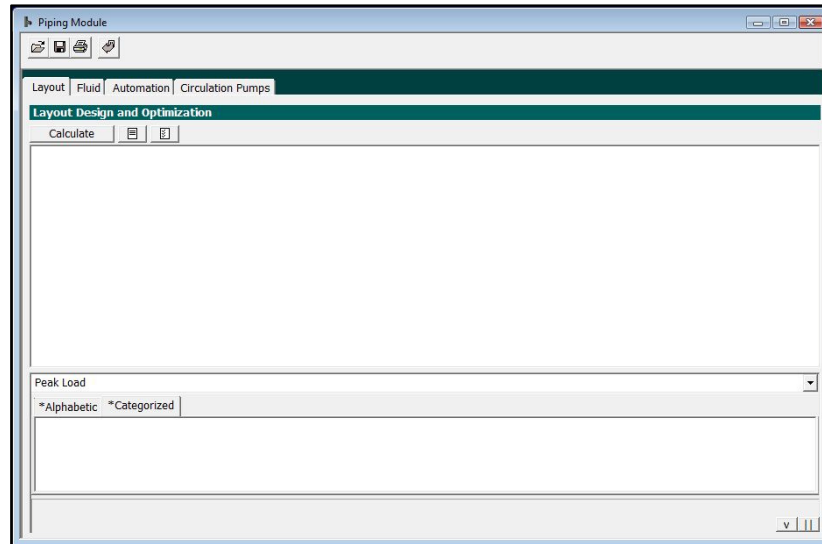 Piping Module
Layout Fluid Automation Circulation Pumps
Layout Design and Optimization
Calculate
Peak Load
*Alphabetic *Categorized
v ||